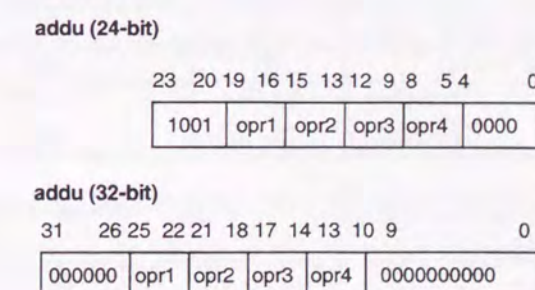 addu (24-bit)
23 20 19 16 15 13 12 9 8 5 4 0
1001 opr1 opr2 opr3 opr4 0000
addu (32-bit)
31 26 25 22 21 18 17 14 13 10 9 0
000000 opr1 opr2 opr3 opr4 0000000000